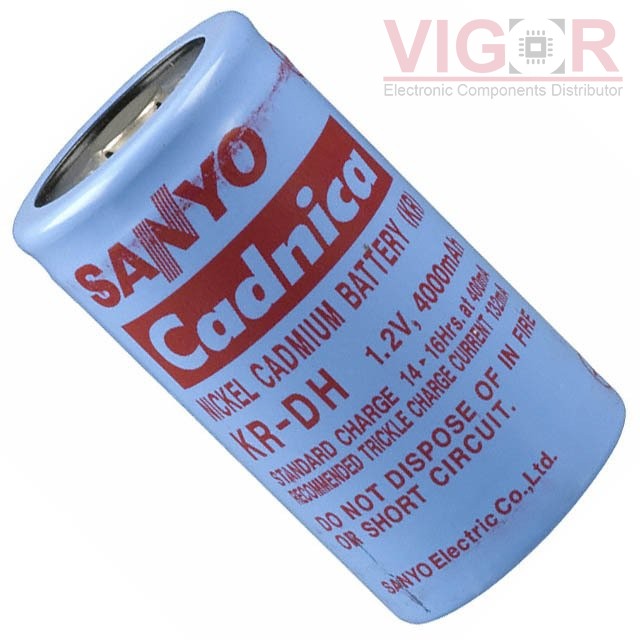 VIGOR
Electronic Components Distributor
SANYO
Cadnica
NICKEL CADMIUM BATTERY (KR)
KR-DH 1.2V, 4000mAh
STANDARD CHARGE 14~16Hrs. at 400mA
RECOMMENDED TRICKLE CHARGE CURRENT 132mA
DO NOT DISPOSE OF IN FIRE
OR SHORT CIRCUIT.
SANYO Electric Co.,Ltd.